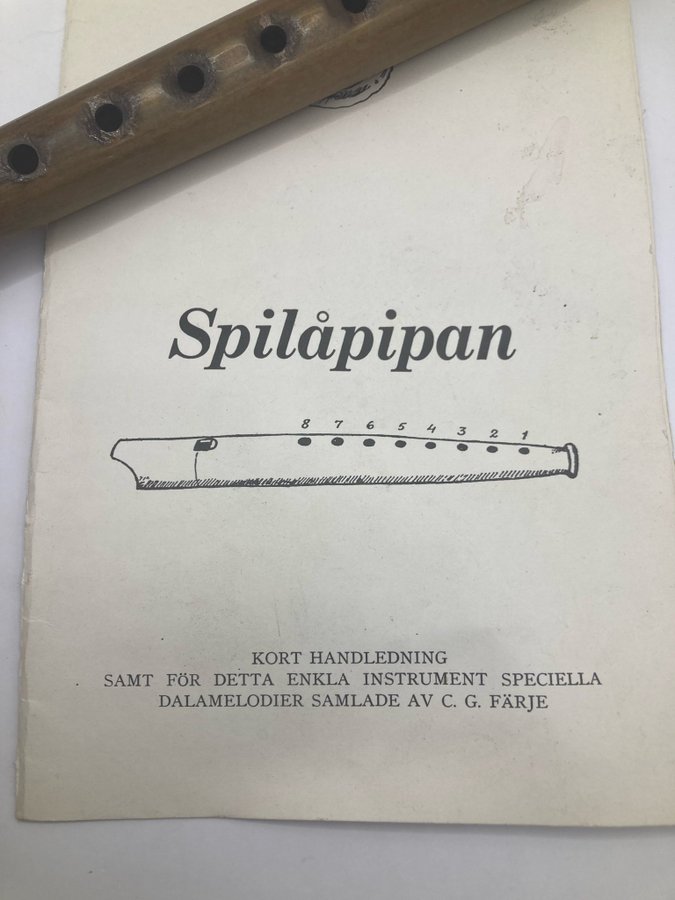 Spilåpipan
8 7 6 5 4 3 2 1
KORT HANDLEDNING
SAMT FÖR DETTA ENKLA INSTRUMENT SPECIELLA
DALAMELODIER SAMLADE AV C. G. FÄRJE